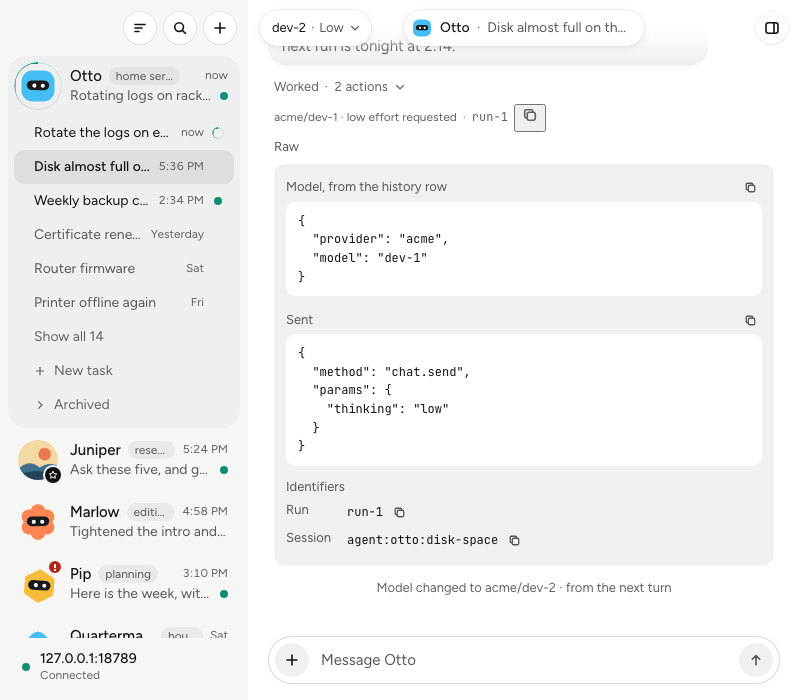 Otto home ser... now
Rotating logs on rack...
Rotate the logs on e... now
Disk almost full o... 5:36 PM
Weekly backup c... 2:34 PM
Certificate rene... Yesterday
Router firmware Sat
Printer offline again Fri
Show all 14
New task
Archived
Juniper rese... 5:24 PM
Ask these five, and g...
Marlow editi... 4:58 PM
Tightened the intro and...
Pip planning 3:10 PM
Here is the week, wit...
Quarterma hou... Sat
127.0.0.1:18789
Connected
dev-2 · Low
Otto · Disk almost full on th...
next run is tonight at 2:14.
Worked · 2 actions
acme/dev-1 · low effort requested · run-1
Raw
Model, from the history row
{
"provider": "acme",
"model": "dev-1"
}
Sent
{
"method": "chat.send",
"params": {
"thinking": "low"
}
}
Identifiers
Run run-1
Session agent:otto:disk-space
Model changed to acme/dev-2 · from the next turn
Message Otto